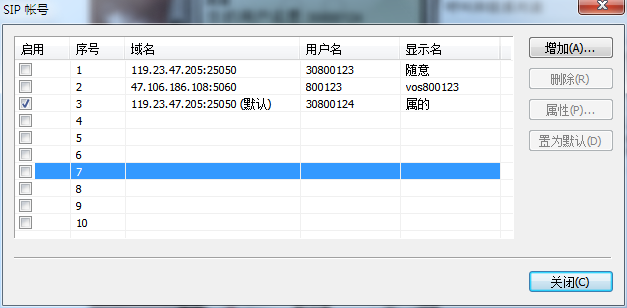 SIP 帐号
启用 序号 域名 用户名 显示名
1 119.23.47.205:25050 30800123 随意
2 47.106.186.108:5060 800123 vos800123
3 119.23.47.205:25050 (默认) 30800124 属的
4
5
6
7
8
9
10
增加(A)...
删除(R)
属性(P)...
置为默认(D)
关闭(C)